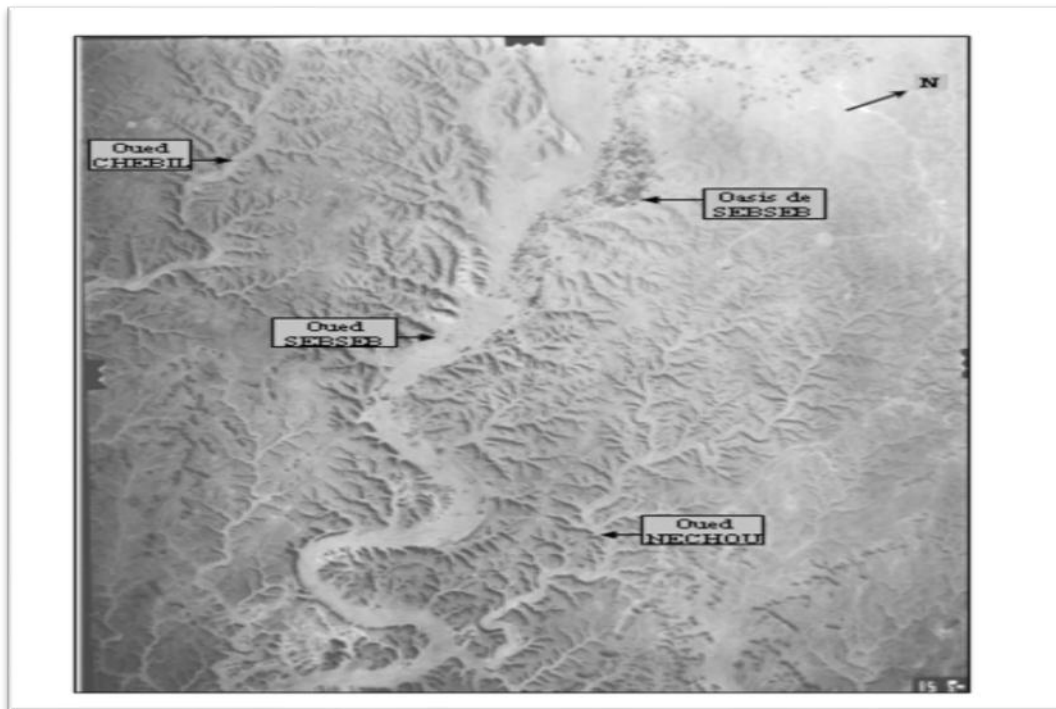 N
Oued
CHEBIL
Oasis de
SEBSEB
Oued
SEBSEB
Oued
NECHOU